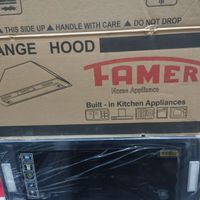 THIS SIDE UP ▲ HANDLE WITH CARE ▲ DO NOT DROP
ANGE HOOD
FAMER
Home Appliance
Built - in Kitchen Appliances